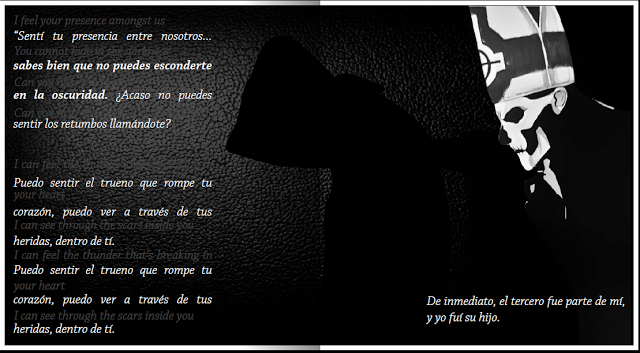 I feel your presence amongst us
“Sentí tu presencia entre nosotros...
You cannot hide in the darkness
sabes bien que no puedes esconderte
Can you
en la oscuridad. ¿Acaso no puedes
Can
sentir los retumbos llamándote?
I can feel the
Puedo sentir el trueno que rompe tu
your heart
corazón, puedo ver a través de tus
I can see through the scars inside you
heridas, dentro de tí.
I can feel the thunder that's breaking in
Puedo sentir el trueno que rompe tu
your heart
corazón, puedo ver a través de tus
I can see through the scars inside you
heridas, dentro de tí.
De inmediato, el tercero fue parte de mí,
y yo fuí su hijo.